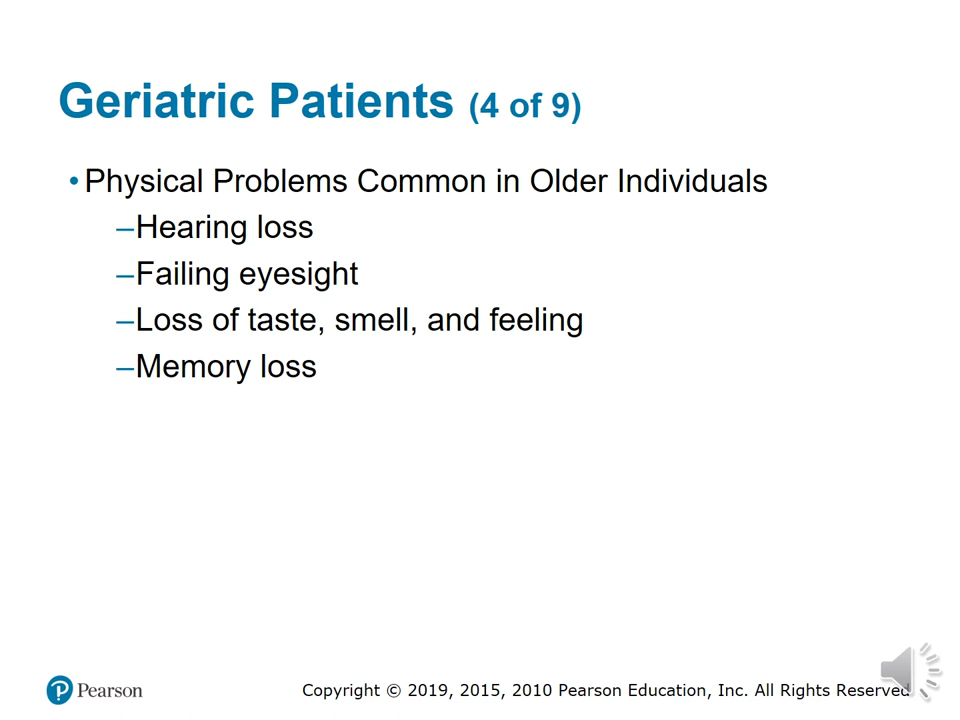 Geriatric Patients (4 of 9)
• Physical Problems Common in Older Individuals
–Hearing loss
–Failing eyesight
–Loss of taste, smell, and feeling
–Memory loss
Pearson
Copyright © 2019, 2015, 2010 Pearson Education, Inc. All Rights Reserved